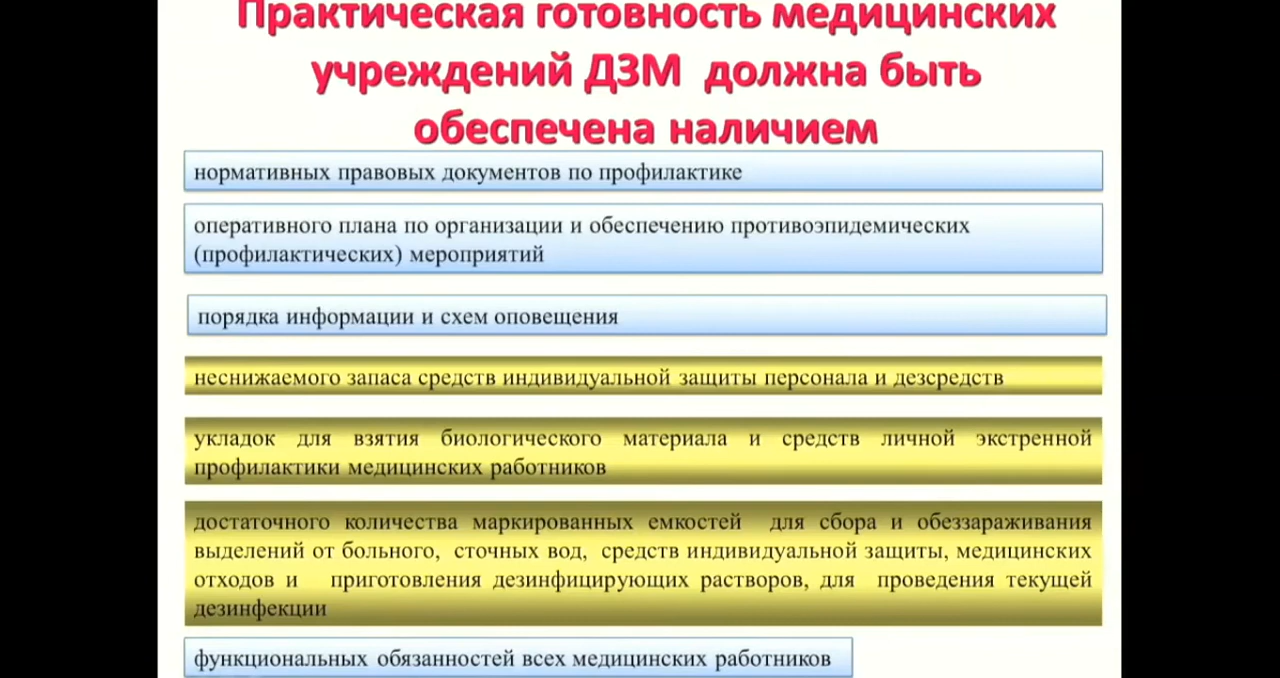 Практическая готовность медицинских
учреждений ДЗМ должна быть
обеспечена наличием
нормативных правовых документов по профилактике
оперативного плана по организации и обеспечению противоэпидемических
(профилактических) мероприятий
порядка информации и схем оповещения
неснижаемого запаса средств индивидуальной защиты персонала и дезсредств
укладок для взятия биологического материала и средств личной экстренной
профилактики медицинских работников
достаточного количества маркированных емкостей для сбора и обеззараживания
выделений от больного, сточных вод, средств индивидуальной защиты, медицинских
отходов и приготовления дезинфицирующих растворов, для проведения текущей
дезинфекции
функциональных обязанностей всех медицинских работников